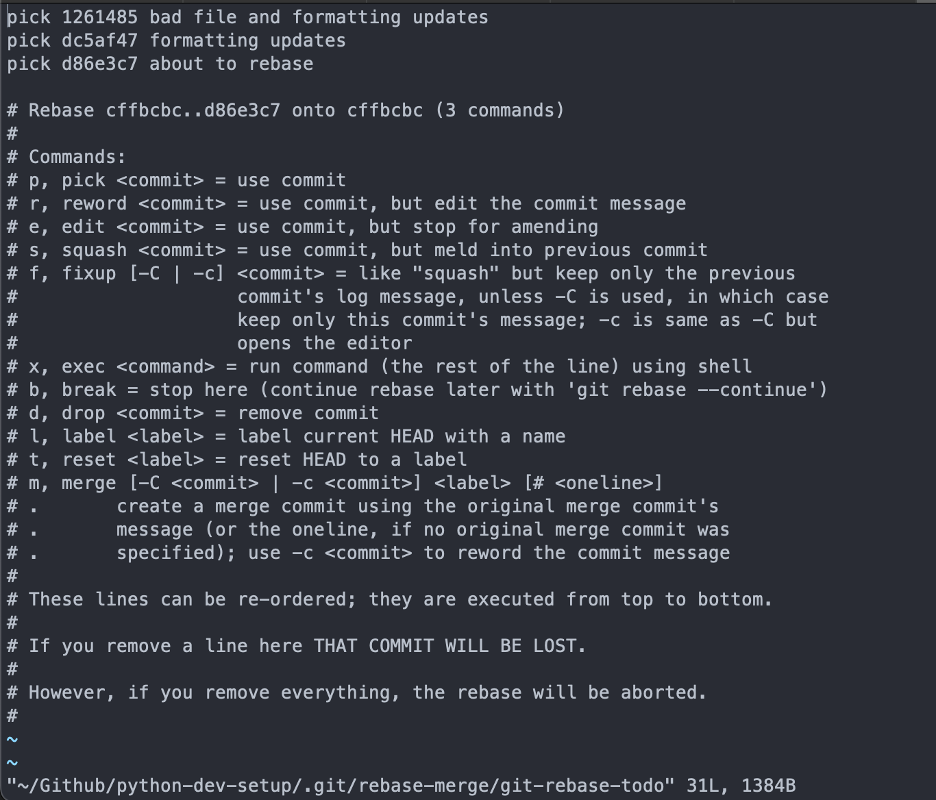 pick 1261485 bad file and formatting updates
pick dc5af47 formatting updates
pick d86e3c7 about to rebase

# Rebase cffbcbc..d86e3c7 onto cffbcbc (3 commands)
#
# Commands:
# p, pick <commit> = use commit
# r, reword <commit> = use commit, but edit the commit message
# e, edit <commit> = use commit, but stop for amending
# s, squash <commit> = use commit, but meld into previous commit
# f, fixup [-C | -c] <commit> = like "squash" but keep only the previous
#                    commit's log message, unless -C is used, in which case
#                    keep only this commit's message; -c is same as -C but
#                    opens the editor
# x, exec <command> = run command (the rest of the line) using shell
# b, break = stop here (continue rebase later with 'git rebase --continue')
# d, drop <commit> = remove commit
# l, label <label> = label current HEAD with a name
# t, reset <label> = reset HEAD to a label
# m, merge [-C <commit> | -c <commit>] <label> [# <oneline>]
# .       create a merge commit using the original merge commit's
# .       message (or the oneline, if no original merge commit was
# .       specified); use -c <commit> to reword the commit message
#
# These lines can be re-ordered; they are executed from top to bottom.
#
# If you remove a line here THAT COMMIT WILL BE LOST.
#
# However, if you remove everything, the rebase will be aborted.
#
~
~
"~/Github/python-dev-setup/.git/rebase-merge/git-rebase-todo" 31L, 1384B